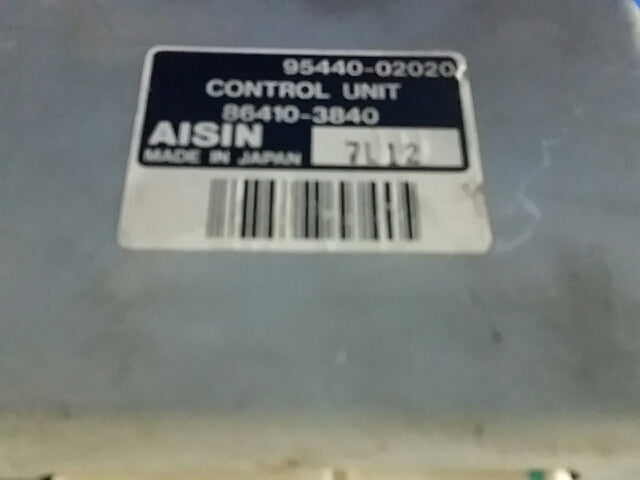 95440-02020
CONTROL UNIT
86410-3840
AISIN
MADE IN JAPAN 7L12